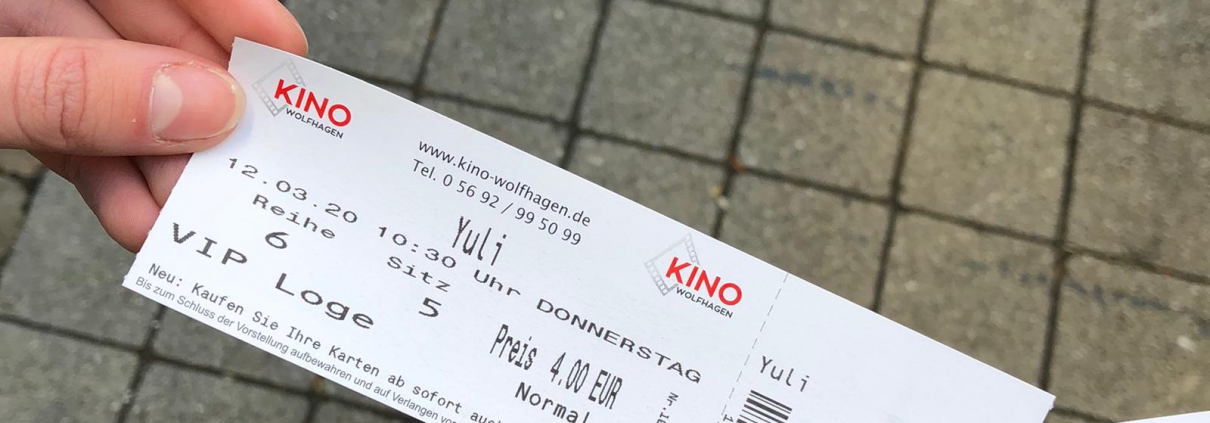 KINO
WOLFHAGEN
www.kino-wolfhagen.de
Tel. 0 56 92 / 99 50 99
Yuli
12.03.20 10:30 Uhr DONNERSTAG
Reihe Sitz
6 5
VIP Loge
Preis 4.00 EUR
Normal
Neu: Kaufen Sie Ihre Karten ab sofort auc
Bis zum Schluss der Vorstellung aufbewahren und auf Verlangen vor
KINO
WOLFHAGEN
Yuli